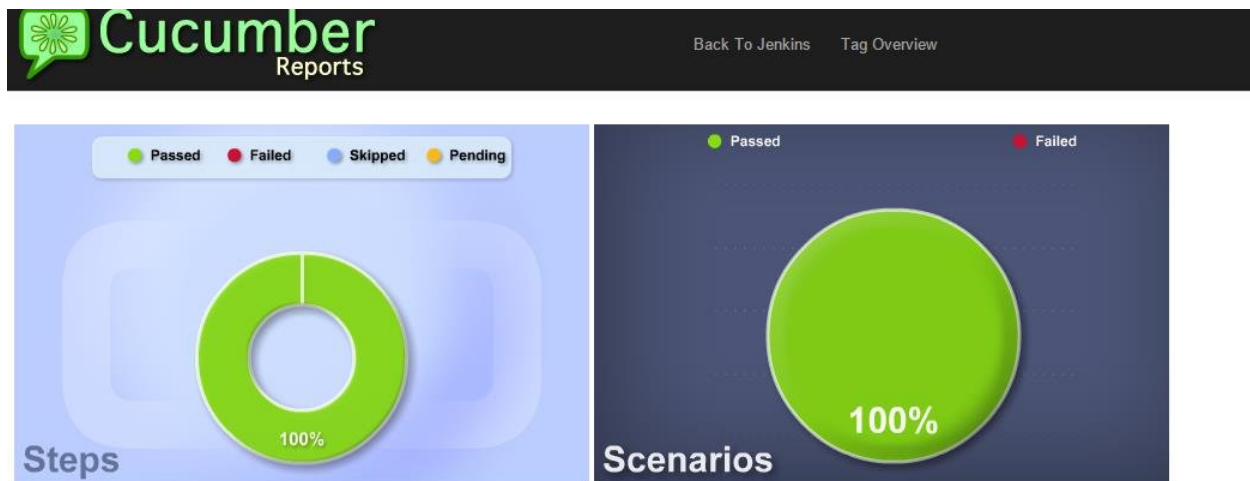 Cucumber
Reports
Back To Jenkins Tag Overview
Passed Failed Skipped Pending
100%
Steps
Passed Failed
100%
Scenarios